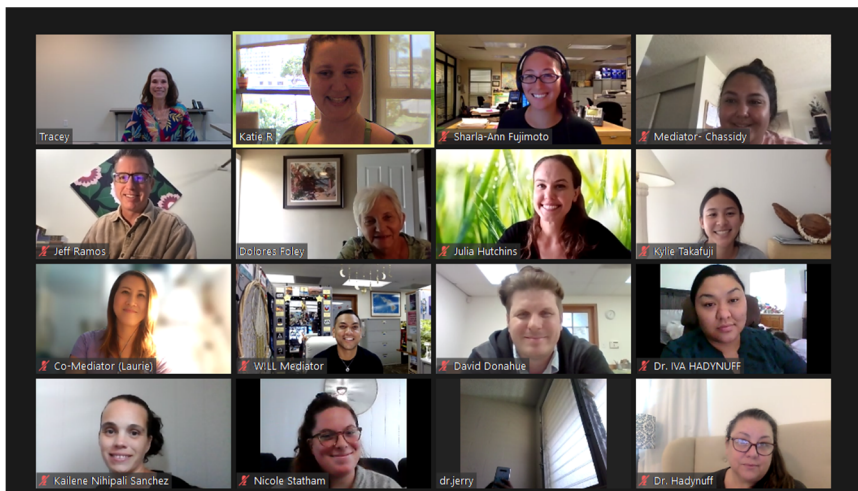 Tracey
Katie R
Sharla-Ann Fujimoto
Mediator- Chassidy
Jeff Ramos
Dolores Foley
Julia Hutchins
Kylie Takafuji
Co-Mediator (Laurie)
WILL Mediator
David Donahue
Dr. IVA HADYNUFF
Kailene Nihipali Sanchez
Nicole Statham
dr.jerry
Dr. Hadynuff